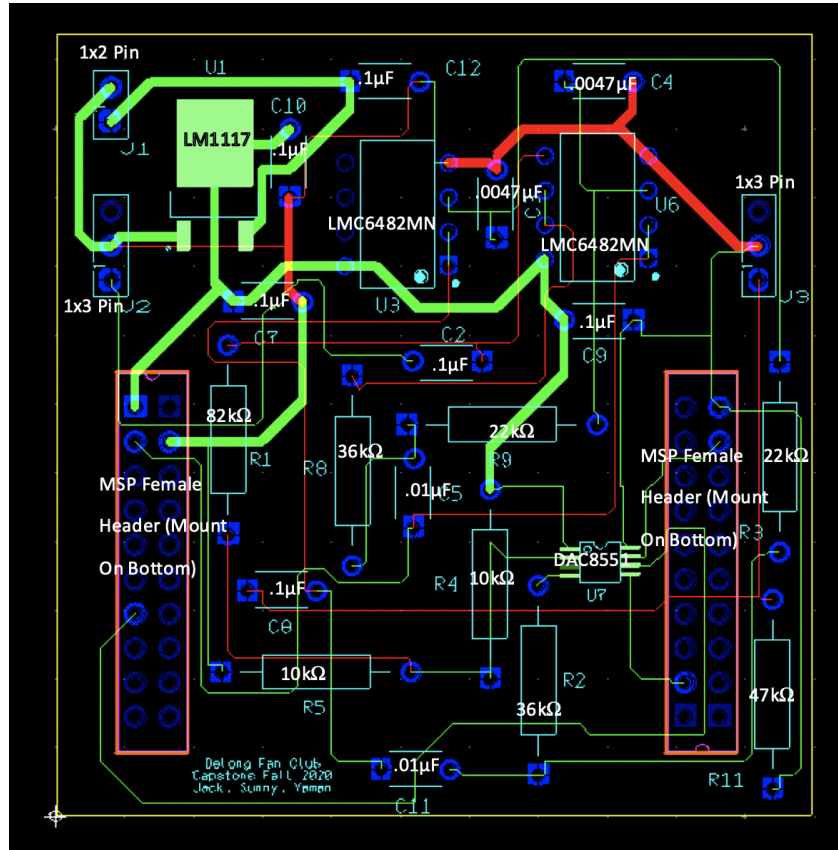 1x2 Pin
U1
.1µF
C12
.0047µF
C4
J1
LM1117
C10
.1µF
.0047µF
C3
1x3 Pin
U6
LMC6482MN
LMC6482MN
1x3 Pin
J2
.1µF
U3
J3
C7
C2
.1µF
C9
.1µF
82kΩ
R1
R8
36kΩ
22kΩ
R9
MSP Female
Header (Mount
On Bottom)
.01µF
C5
MSP Female
Header (Mount
On Bottom)
22kΩ
R3
.1µF
C8
R4
10kΩ
DAC8551
U7
10kΩ
R5
R2
36kΩ
47kΩ
R11
Delong Fan Club
Capstone Fall 2020
Jack, Sunny, Yaman
.01µF
C11